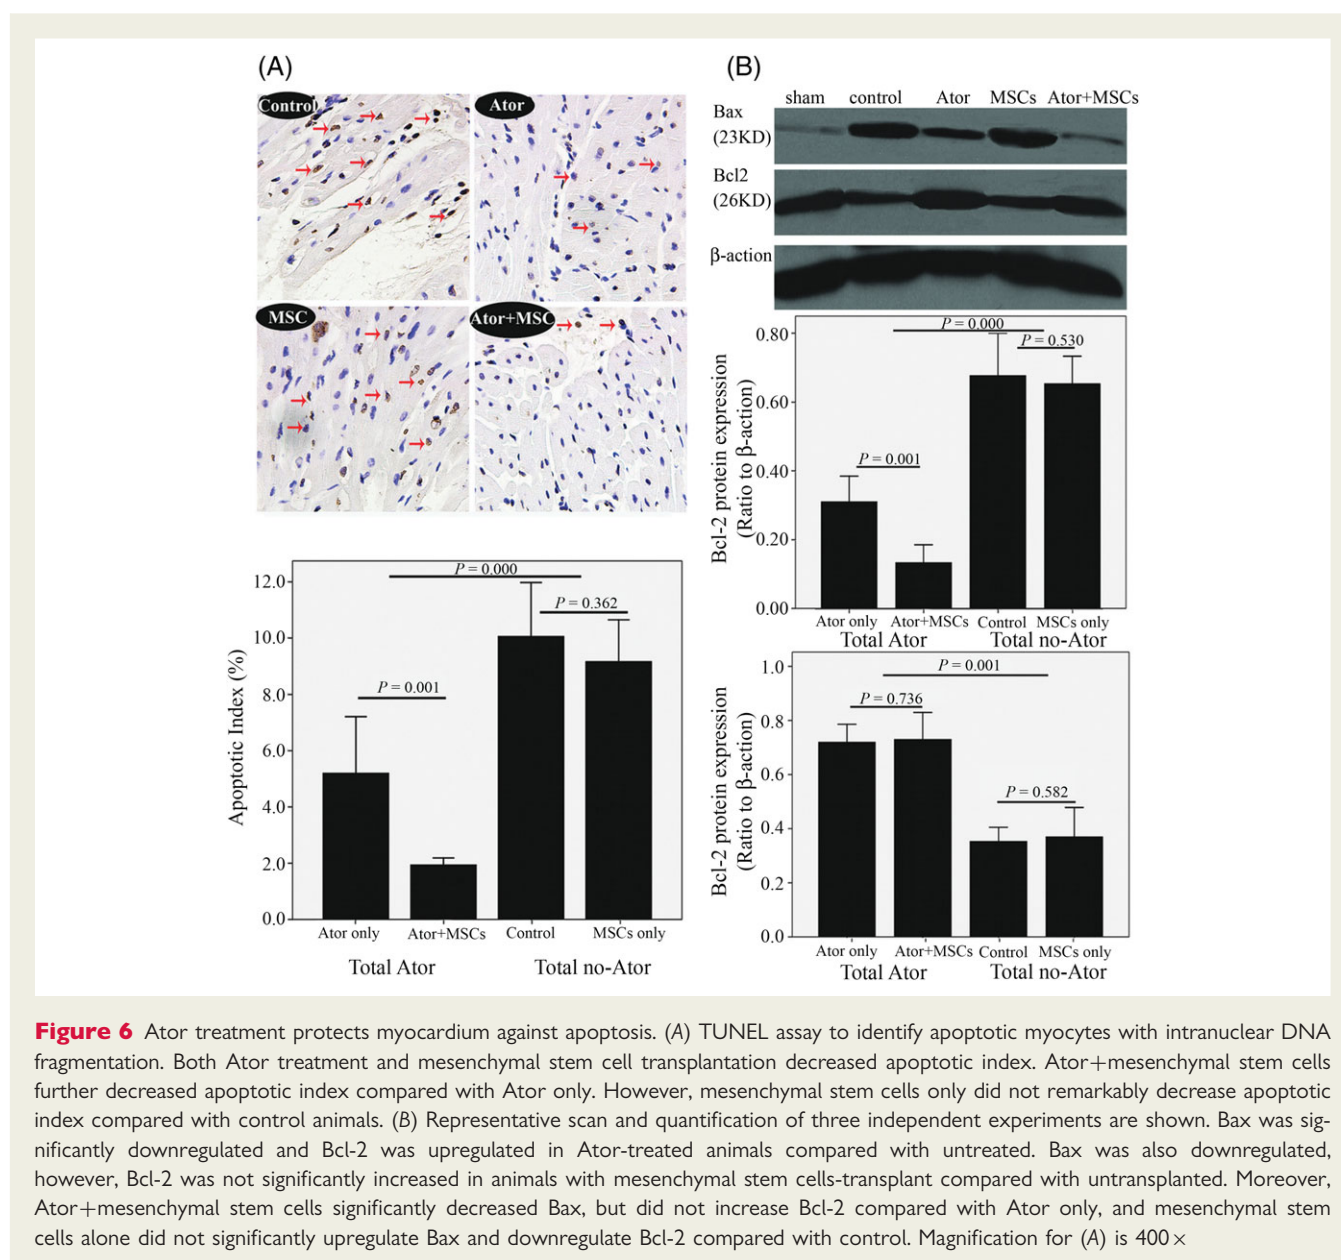 (A)
Control
Ator
MSC
Ator+MSC
Apoptotic Index (%)
12.0
10.0
8.0
6.0
4.0
2.0
0.0
P = 0.000
P = 0.362
P = 0.001
Ator only Ator+MSCs Control MSCs only
Total Ator Total no-Ator
(B)
sham control Ator MSCs Ator+MSCs
Bax
(23KD)
Bcl2
(26KD)
β-action
Bcl-2 protein expression
(Ratio to β-action)
0.80
0.60
0.40
0.20
0.00
P = 0.000
P = 0.530
P = 0.001
Ator only Ator+MSCs Control MSCs only
Total Ator Total no-Ator
Bcl-2 protein expression
(Ratio to β-action)
1.0
0.8
0.6
0.4
0.2
0.0
P = 0.001
P = 0.736
P = 0.582
Ator only Ator+MSCs Control MSCs only
Total Ator Total no-Ator
Figure 6 Ator treatment protects myocardium against apoptosis. (A) TUNEL assay to identify apoptotic myocytes with intranuclear DNA
fragmentation. Both Ator treatment and mesenchymal stem cell transplantation decreased apoptotic index. Ator+mesenchymal stem cells
further decreased apoptotic index compared with Ator only. However, mesenchymal stem cells only did not remarkably decrease apoptotic
index compared with control animals. (B) Representative scan and quantification of three independent experiments are shown. Bax was sig-
nificantly downregulated and Bcl-2 was upregulated in Ator-treated animals compared with untreated. Bax was also downregulated,
however, Bcl-2 was not significantly increased in animals with mesenchymal stem cells-transplant compared with untransplanted. Moreover,
Ator+mesenchymal stem cells significantly decreased Bax, but did not increase Bcl-2 compared with Ator only, and mesenchymal stem
cells alone did not significantly upregulate Bax and downregulate Bcl-2 compared with control. Magnification for (A) is 400×